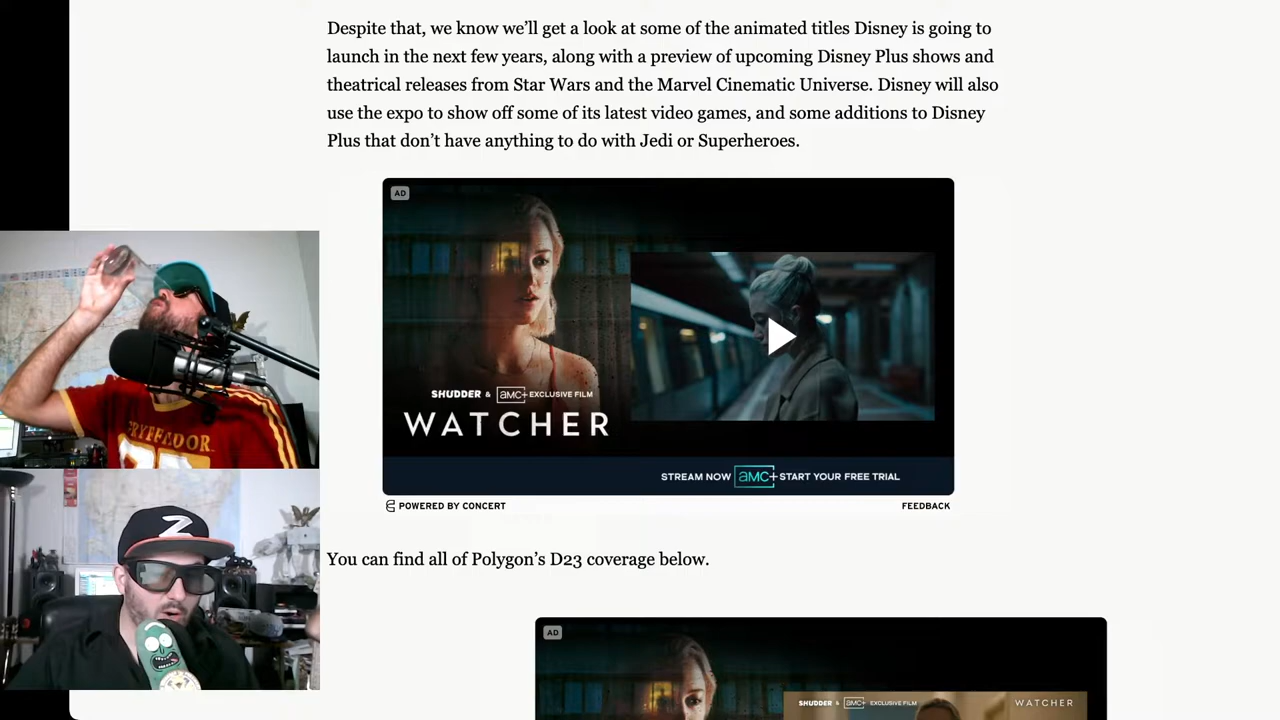 Despite that, we know we’ll get a look at some of the animated titles Disney is going to
launch in the next few years, along with a preview of upcoming Disney Plus shows and
theatrical releases from Star Wars and the Marvel Cinematic Universe. Disney will also
use the expo to show off some of its latest video games, and some additions to Disney
Plus that don’t have anything to do with Jedi or Superheroes.
AD
SHUDDER & aMC+ EXCLUSIVE FILM
WATCHER
STREAM NOW aMC+ START YOUR FREE TRIAL
POWERED BY CONCERT
FEEDBACK
GRYFFINDOR
Z
You can find all of Polygon’s D23 coverage below.
AD
SHUDDER & aMC+ EXCLUSIVE FILM
WATCHER